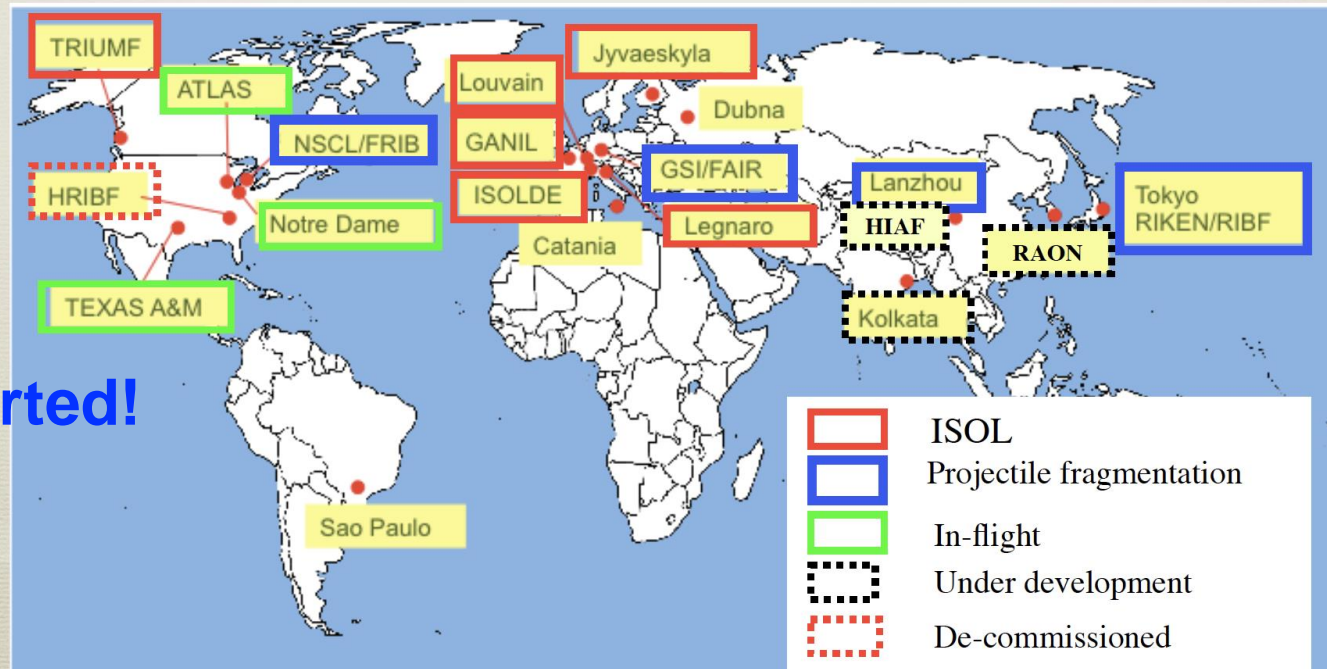 TRIUMF
ATLAS
NSCL/FRIB
HRIBF
Notre Dame
TEXAS A&M
Sao Paulo
Jyvaeskyla
Louvain
GANIL
ISOLDE
Dubna
GSI/FAIR
Legnaro
Catania
Lanzhou
HIAF
RAON
Kolkata
Tokyo
RIKEN/RIBF
rted!
ISOL
Projectile fragmentation
In-flight
Under development
De-commissioned